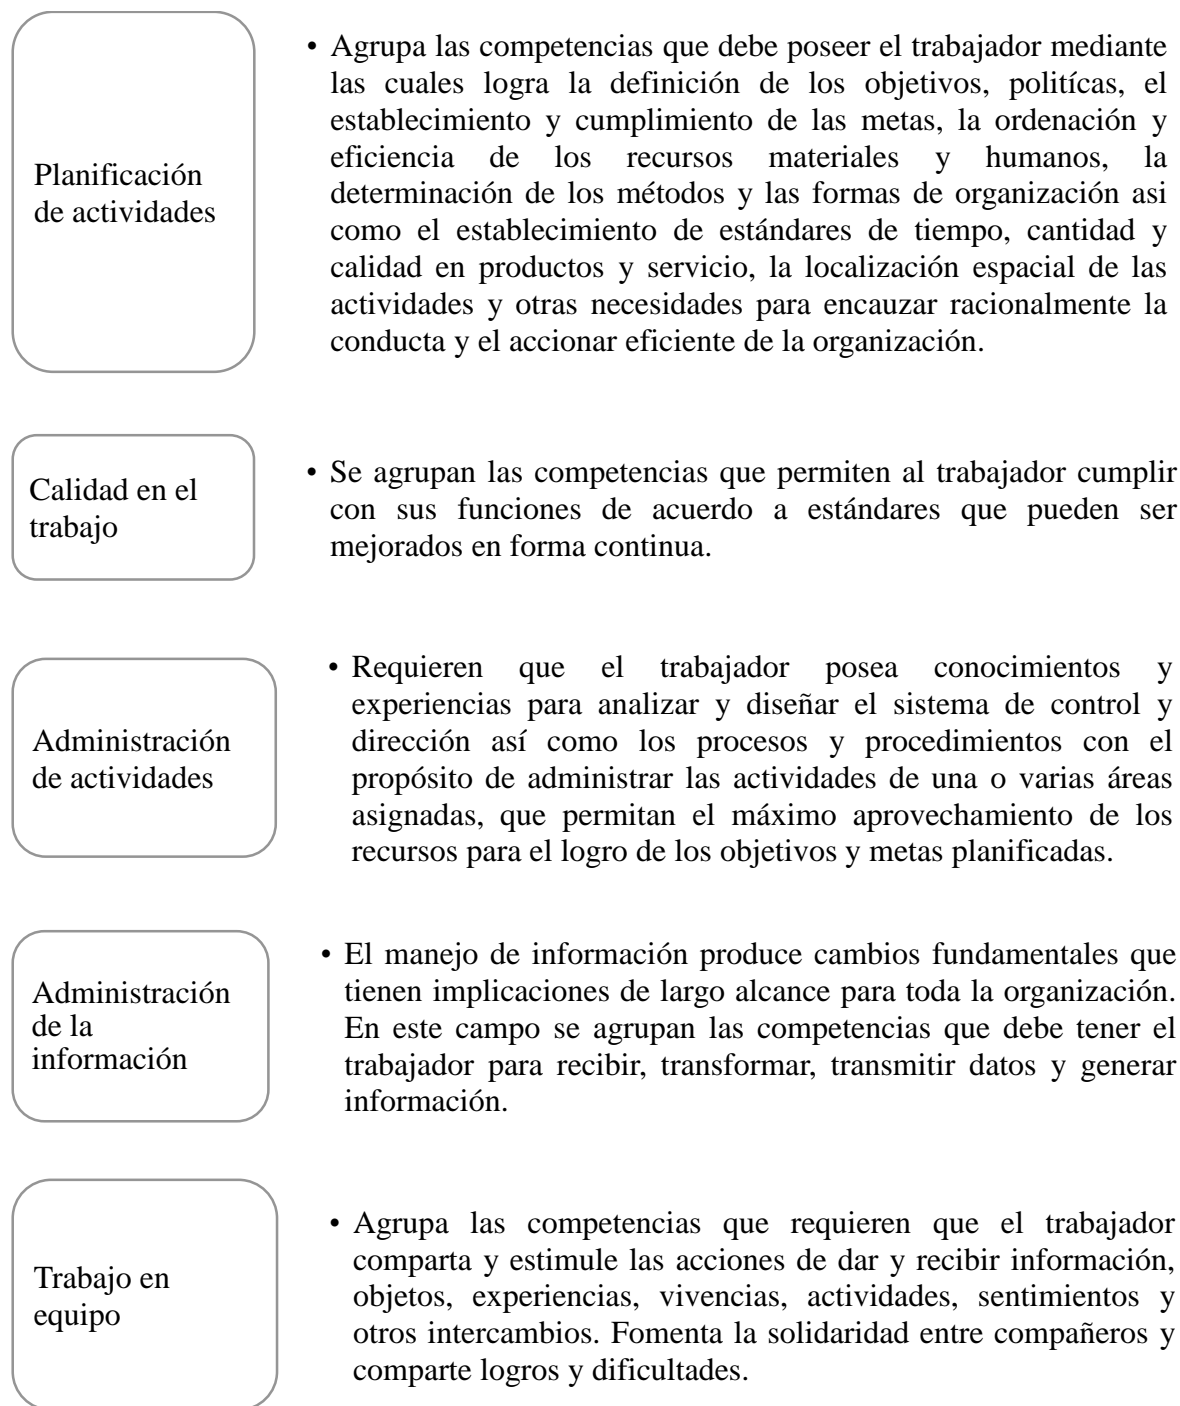 Planificación
de actividades
• Agrupa las competencias que debe poseer el trabajador mediante
las cuales logra la definición de los objetivos, politícas, el
establecimiento y cumplimiento de las metas, la ordenación y
eficiencia de los recursos materiales y humanos, la
determinación de los métodos y las formas de organización asi
como el establecimiento de estándares de tiempo, cantidad y
calidad en productos y servicio, la localización espacial de las
actividades y otras necesidades para encauzar racionalmente la
conducta y el accionar eficiente de la organización.
Calidad en el
trabajo
• Se agrupan las competencias que permiten al trabajador cumplir
con sus funciones de acuerdo a estándares que pueden ser
mejorados en forma continua.
Administración
de actividades
• Requieren que el trabajador posea conocimientos y
experiencias para analizar y diseñar el sistema de control y
dirección así como los procesos y procedimientos con el
propósito de administrar las actividades de una o varias áreas
asignadas, que permitan el máximo aprovechamiento de los
recursos para el logro de los objetivos y metas planificadas.
Administración
de la
información
• El manejo de información produce cambios fundamentales que
tienen implicaciones de largo alcance para toda la organización.
En este campo se agrupan las competencias que debe tener el
trabajador para recibir, transformar, transmitir datos y generar
información.
Trabajo en
equipo
• Agrupa las competencias que requieren que el trabajador
comparta y estimule las acciones de dar y recibir información,
objetos, experiencias, vivencias, actividades, sentimientos y
otros intercambios. Fomenta la solidaridad entre compañeros y
comparte logros y dificultades.